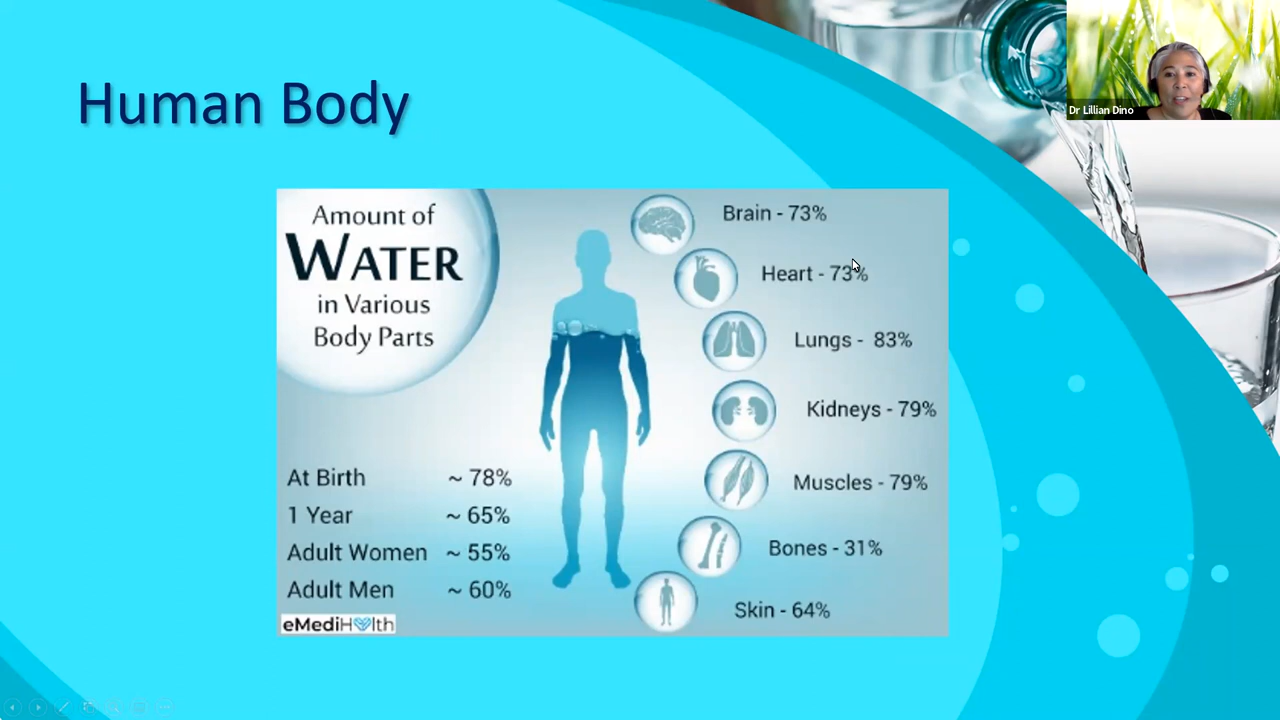 Human Body
Dr Lillian Dino
Amount of
WATER
in Various
Body Parts
Brain - 73%
Heart - 73%
Lungs - 83%
Kidneys - 79%
Muscles - 79%
Bones - 31%
Skin - 64%
At Birth ~ 78%
1 Year ~ 65%
Adult Women ~ 55%
Adult Men ~ 60%
eMediHealth